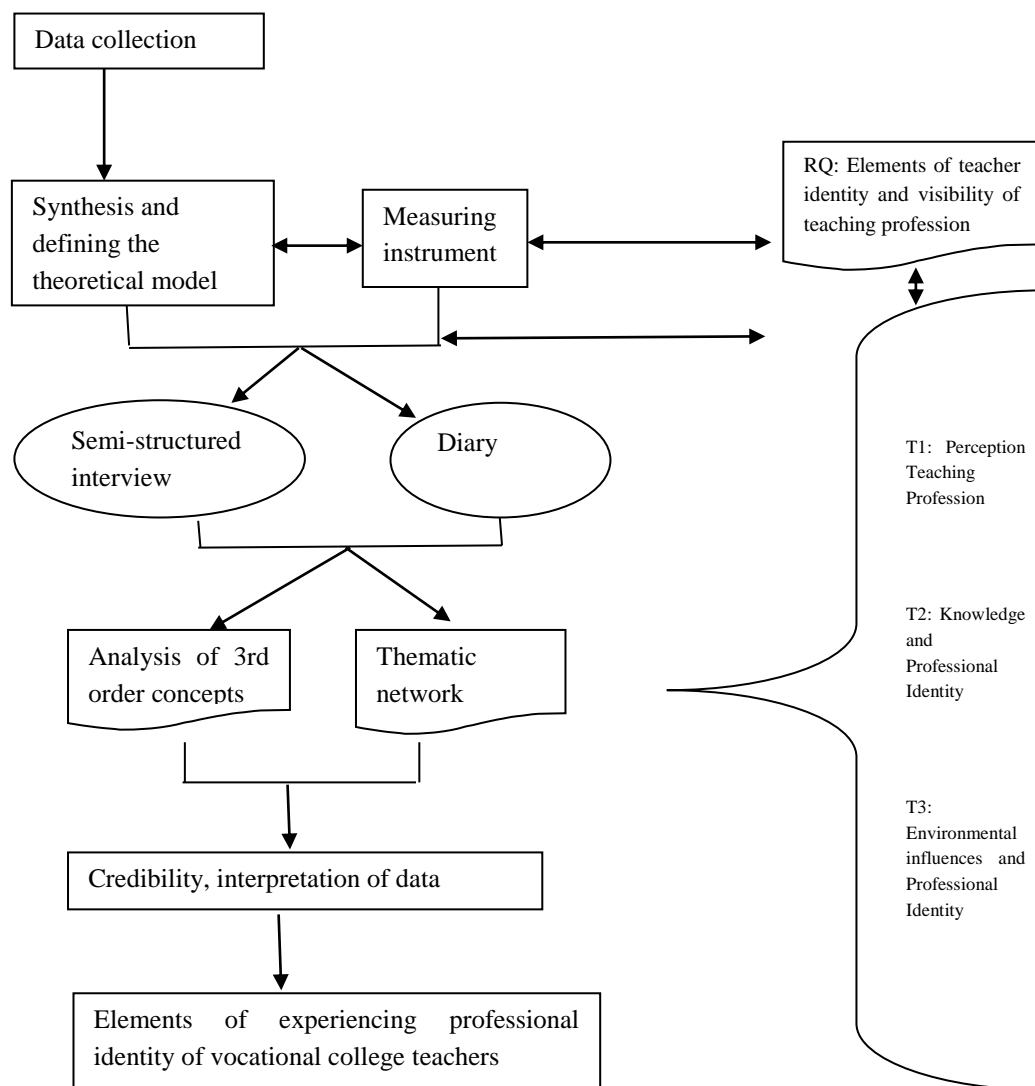 Data collection
RQ: Elements of teacher
identity and visibility of
teaching profession
Synthesis and
defining the
theoretical model
Measuring
instrument
Semi-structured
interview
Diary
T1: Perception
Teaching
Profession
T2: Knowledge
and
Professional
Identity
Analysis of 3rd
order concepts
Thematic
network
T3:
Environmental
influences and
Professional
Identity
Credibility, interpretation of data
Elements of experiencing professional
identity of vocational college teachers